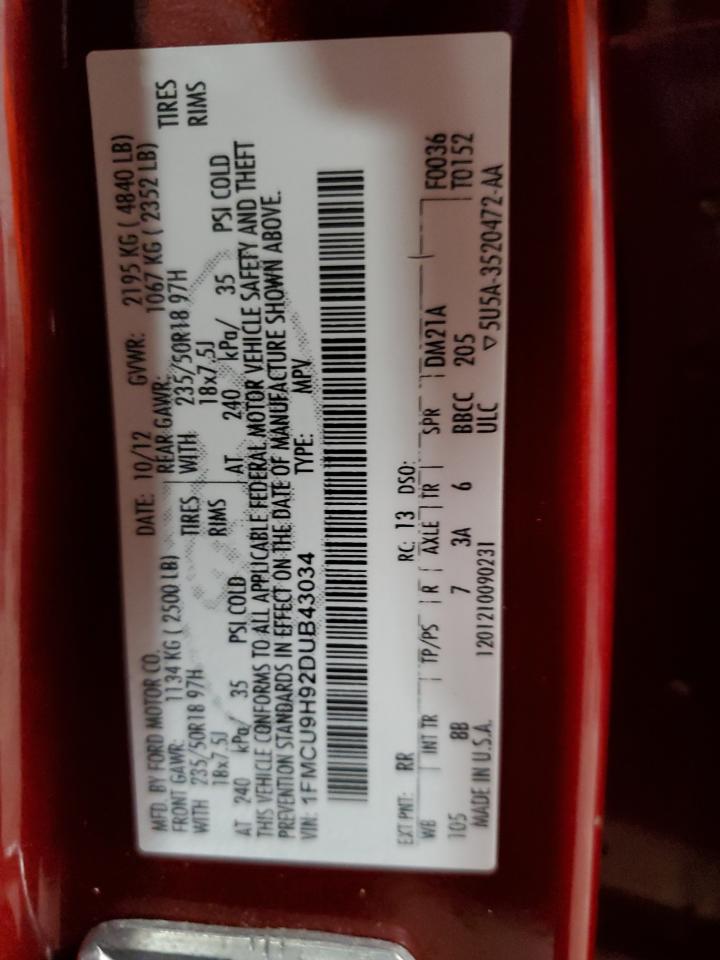 MFD. BY FORD MOTOR CO.
DATE: 10/12 GVWR: 2195 KG ( 4840 LB)
FRONT GAWR: 1134 KG ( 2500 LB) REAR GAWR: 1067 KG ( 2352 LB)
WITH 235/50R18 97H TIRES WITH 235/50R18 97H TIRES
18x7.5J RIMS 18x7.5J RIMS
AT 240 kPa/ 35 PSI COLD AT 240 kPa/ 35 PSI COLD
THIS VEHICLE CONFORMS TO ALL APPLICABLE FEDERAL MOTOR VEHICLE SAFETY AND THEFT
PREVENTION STANDARDS IN EFFECT ON THE DATE OF MANUFACTURE SHOWN ABOVE.
VIN: 1FMCU9H92DUB43034 TYPE: MPV
EXT PNT: RR RC: 13 DSO: F0036
WB INT TR TP/PS R AXLE TR SPR DM21A T0152
105 8B 7 3A 6 BBCC 205
MADE IN U.S.A. 1201210090231 ULC ▽5U5A-3520472-AA